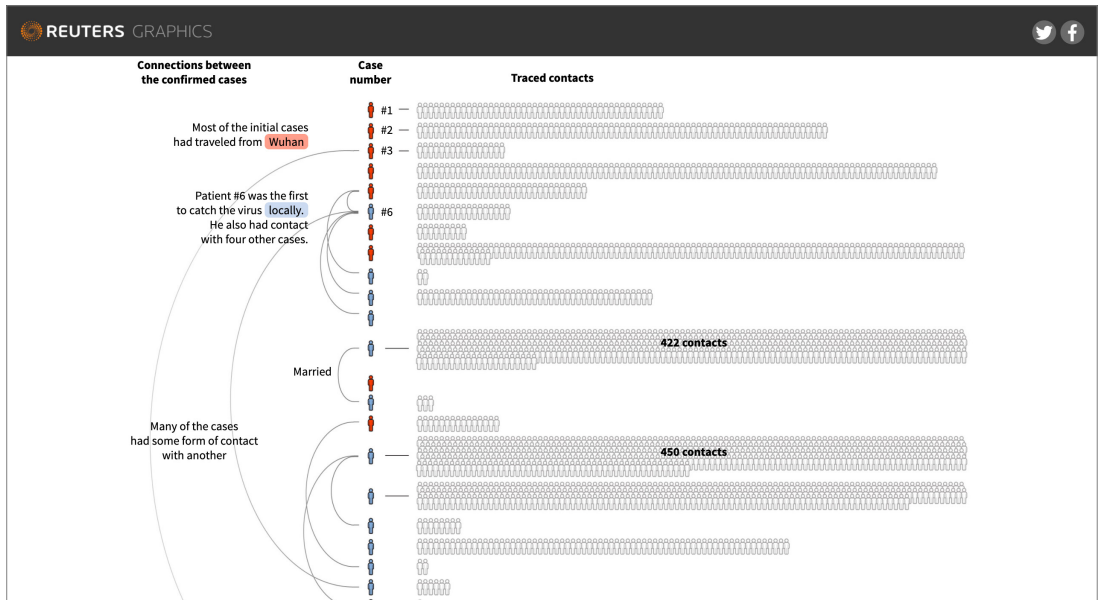 REUTERS GRAPHICS
Connections between
the confirmed cases
Case
number
Traced contacts
#1
Most of the initial cases
had traveled from Wuhan
#2
#3
Patient #6 was the first
to catch the virus locally.
He also had contact
with four other cases.
#6
422 contacts
Married
Many of the cases
had some form of contact
with another
450 contacts